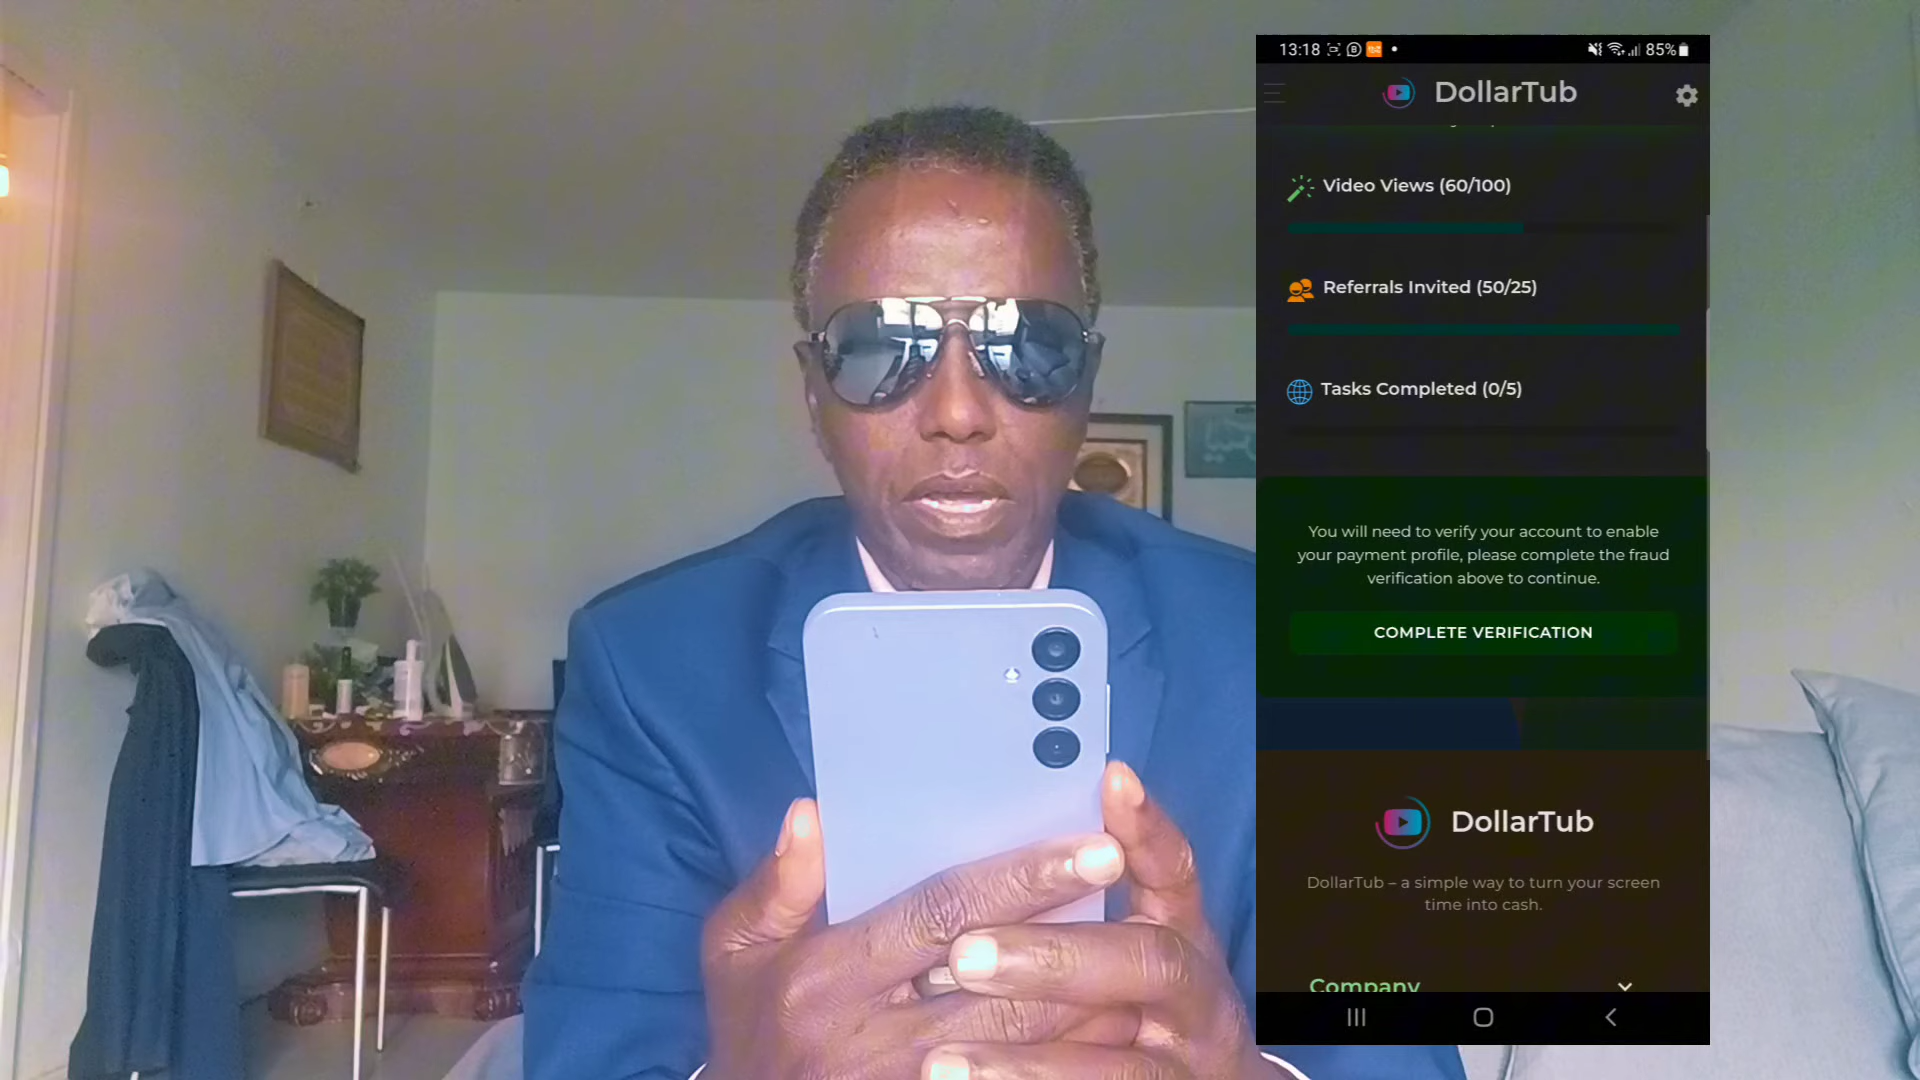 13:18
85%
DollarTub
Video Views (60/100)
Referrals Invited (50/25)
Tasks Completed (0/5)
You will need to verify your account to enable
your payment profile, please complete the fraud
verification above to continue.
COMPLETE VERIFICATION
DollarTub
DollarTub – a simple way to turn your screen
time into cash.
Company